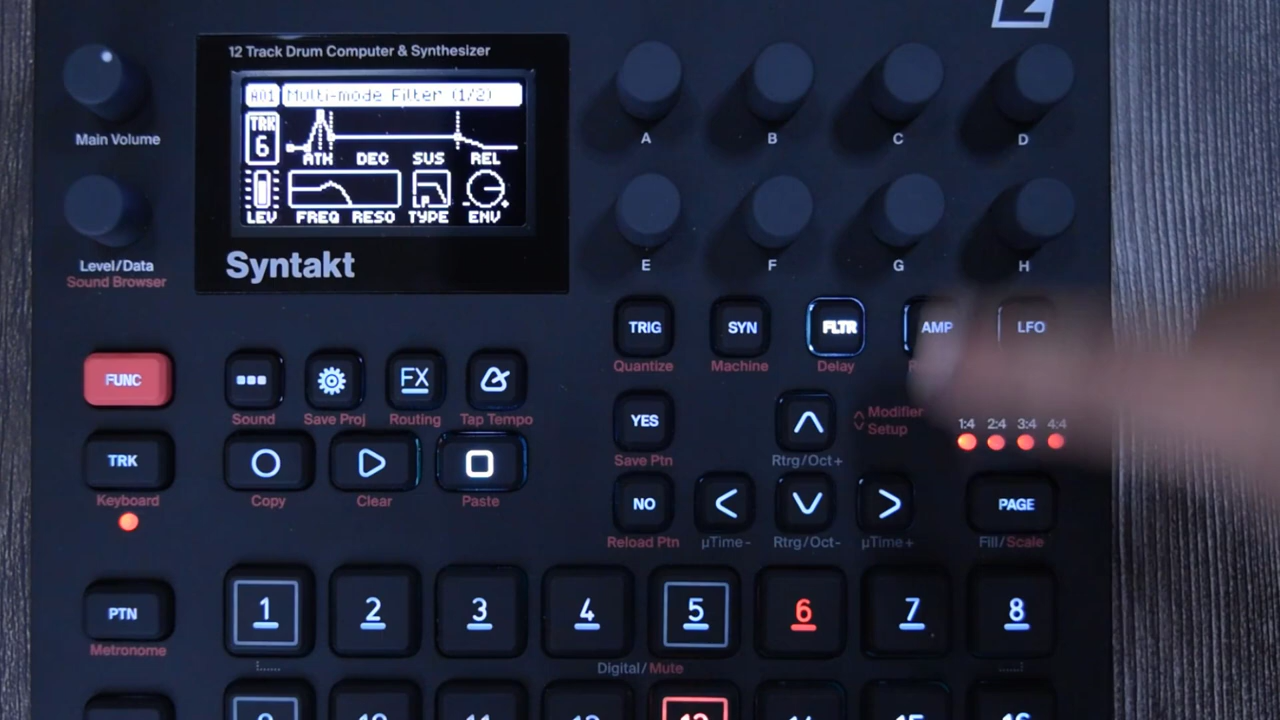 12 Track Drum Computer & Synthesizer
A01 Multi-mode Filter (1/2)
TRK
6
ATK DEC SUS REL
LEV FREQ RESO TYPE ENV
Syntakt
Main Volume
Level/Data
Sound Browser
A B C D
E F G H
TRIG SYN FLTR AMP LFO
Quantize Machine Delay
FUNC FX
Sound Save Proj Routing Tap Tempo
YES
Save Ptn
Rtrg/Oct+
Modifier
Setup
1:4 2:4 3:4 4:4
TRK
Keyboard Copy Clear Paste
NO < > PAGE
Reload Ptn µTime- Rtrg/Oct- µTime+ Fill/Scale
PTN
Metronome
1 2 3 4 5 6 7 8
Digital/Mute